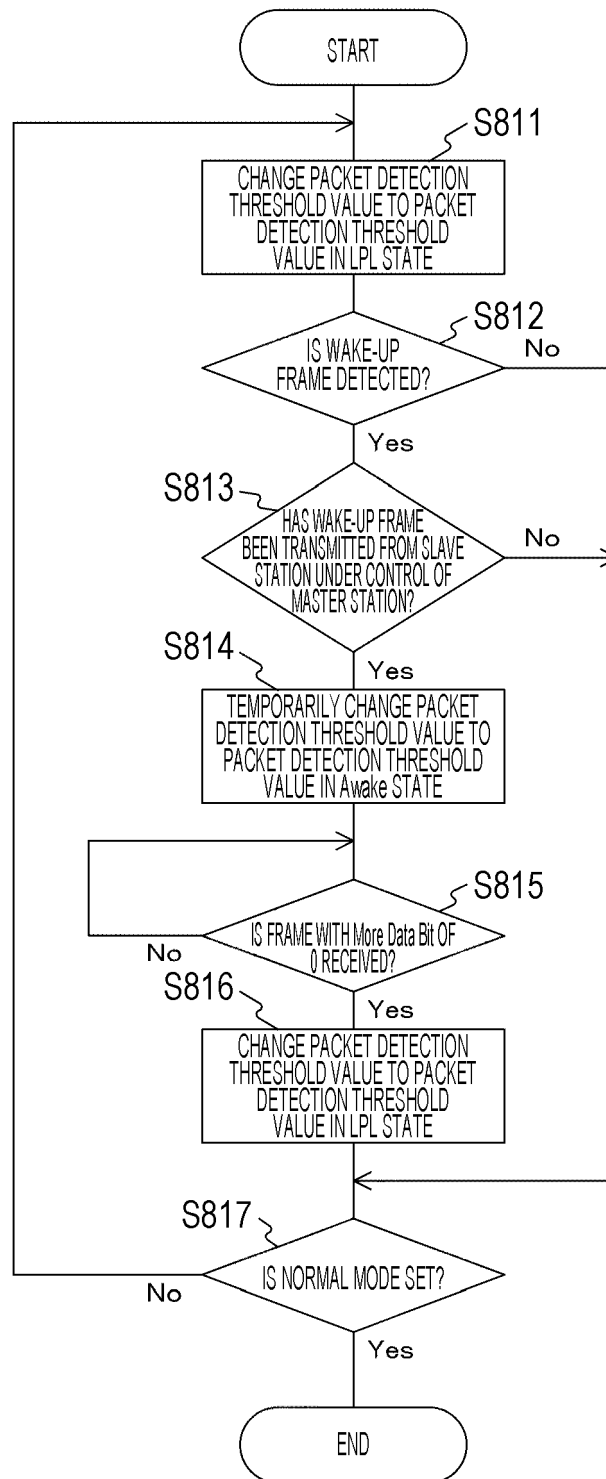 START
S811
CHANGE PACKET DETECTION
THRESHOLD VALUE TO PACKET
DETECTION THRESHOLD
VALUE IN LPL STATE
S812
IS WAKE-UP
FRAME DETECTED?
No
Yes
S813
HAS WAKE-UP FRAME
BEEN TRANSMITTED FROM SLAVE
STATION UNDER CONTROL OF
MASTER STATION?
No
Yes
S814
TEMPORARILY CHANGE PACKET
DETECTION THRESHOLD VALUE TO
PACKET DETECTION THRESHOLD
VALUE IN Awake STATE
S815
IS FRAME WITH More Data Bit OF
0 RECEIVED?
No
Yes
S816
CHANGE PACKET DETECTION
THRESHOLD VALUE TO PACKET
DETECTION THRESHOLD
VALUE IN LPL STATE
S817
IS NORMAL MODE SET?
No
Yes
END